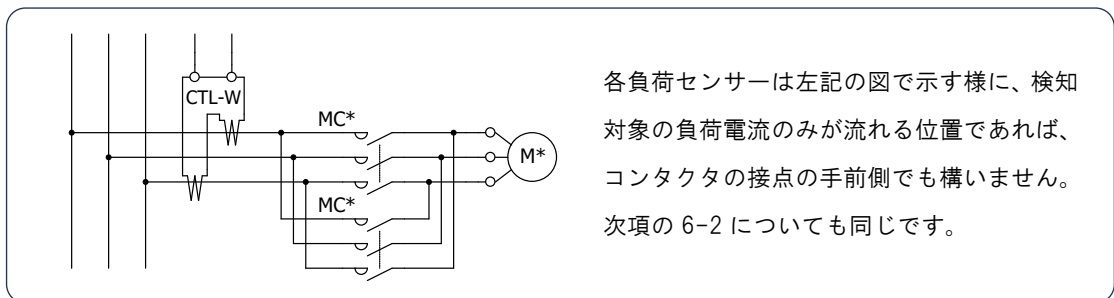 CTL-W
MC*
M*
MC*
各負荷センサーは左記の図で示す様に、検知
対象の負荷電流のみが流れる位置であれば、
コンタクタの接点の手前側でも構いません。
次項の 6-2 についても同じです。